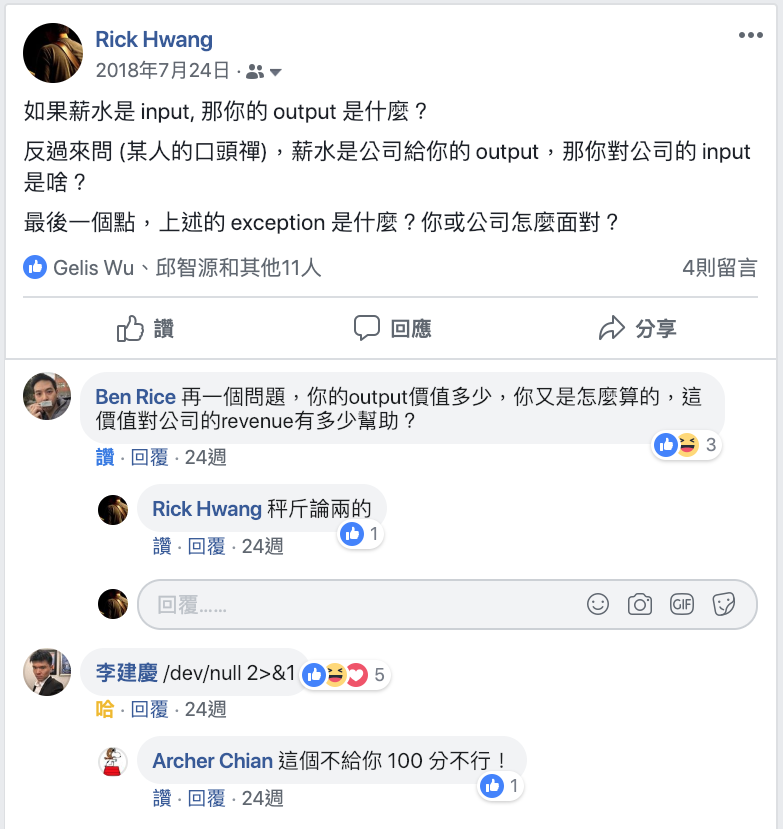 Rick Hwang
2018年7月24日 ·
如果薪水是 input, 那你的 output 是什麼？
反過來問 (某人的口頭禪)，薪水是公司給你的 output，那你對公司的 input
是啥？
最後一個點，上述的 exception 是什麼？你或公司怎麼面對？
Gelis Wu、邱智源和其他11人 4則留言
讚 回應 分享
Ben Rice 再一個問題，你的output價值多少，你又是怎麼算的，這
價值對公司的revenue有多少幫助？
3
讚 · 回覆 · 24週
Rick Hwang 秤斤論兩的
1
讚 · 回覆 · 24週
回覆…… GIF
李建慶 /dev/null 2>&1 5
哈 · 回覆 · 24週
Archer Chian 這個不給你 100 分不行！
1
讚 · 回覆 · 24週